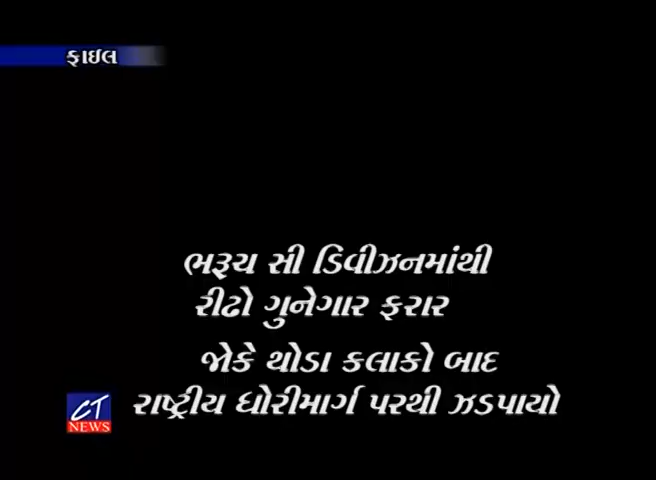 ફાઇલ
ભરૂચ સી ડિવીઝનમાંથી
રીઢો ગુનેગાર ફરાર
જોકે થોડા કલાકો બાદ
રાષ્ટ્રીય ધોરીમાર્ગ પરથી ઝડપાયો
CT
NEWS